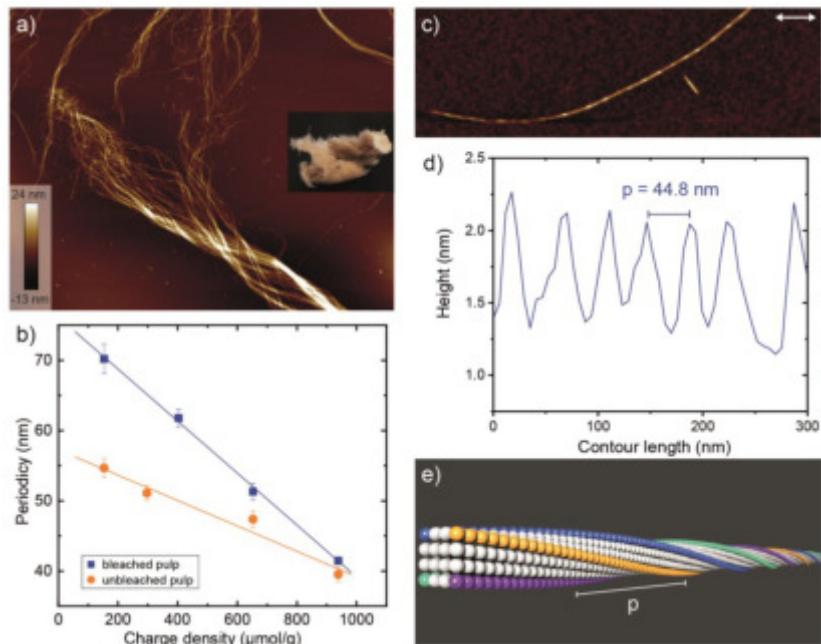 a)
24 nm
-13 nm
b)
Periodicy (nm)
70
60
50
40
bleached pulp
unbleached pulp
0
200
400
600
800
1000
Charge density (µmol/g)
c)
d)
Height (nm)
2.5
2.0
1.5
1.0
p = 44.8 nm
0
100
200
300
Contour length (nm)
e)
p